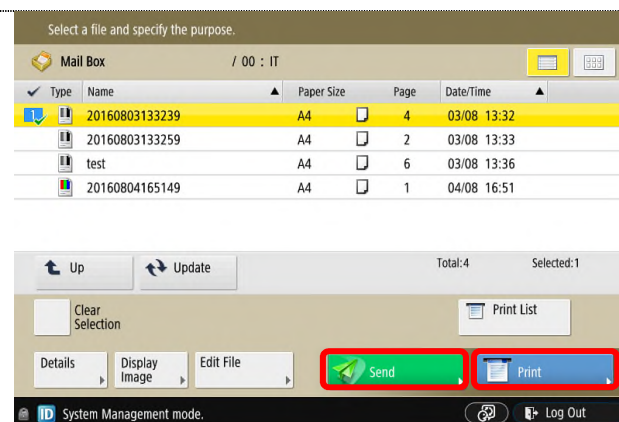 Select a file and specify the purpose.
Mail Box / 00 : IT
Type Name Paper Size Page Date/Time
1 20160803133239 A4 4 03/08 13:32
20160803133259 A4 2 03/08 13:33
test A4 6 03/08 13:36
20160804165149 A4 1 04/08 16:51
Up Update Total:4 Selected:1
Clear
Selection
Print List
Details Display
Image Edit File Send Print
ID System Management mode. Log Out